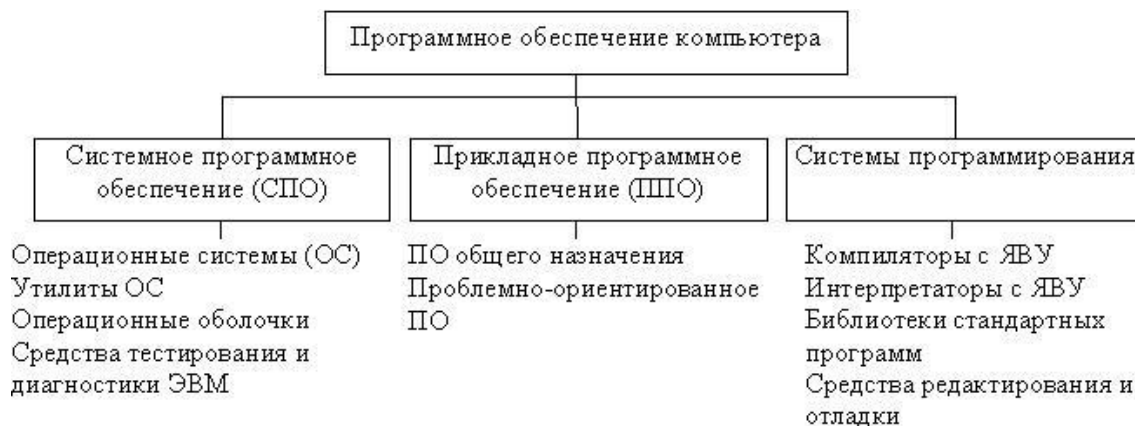 Программное обеспечение компьютера
Системное программное
обеспечение (СПО)
Прикладное программное
обеспечение (ППО)
Системы программирования
Операционные системы (ОС)
Утилиты ОС
Операционные оболочки
Средства тестирования и
диагностики ЭВМ
ПО общего назначения
Проблемно-ориентированное
ПО
Компиляторы с ЯВУ
Интерпретаторы с ЯВУ
Библиотеки стандартных
программ
Средства редактирования и
отладки